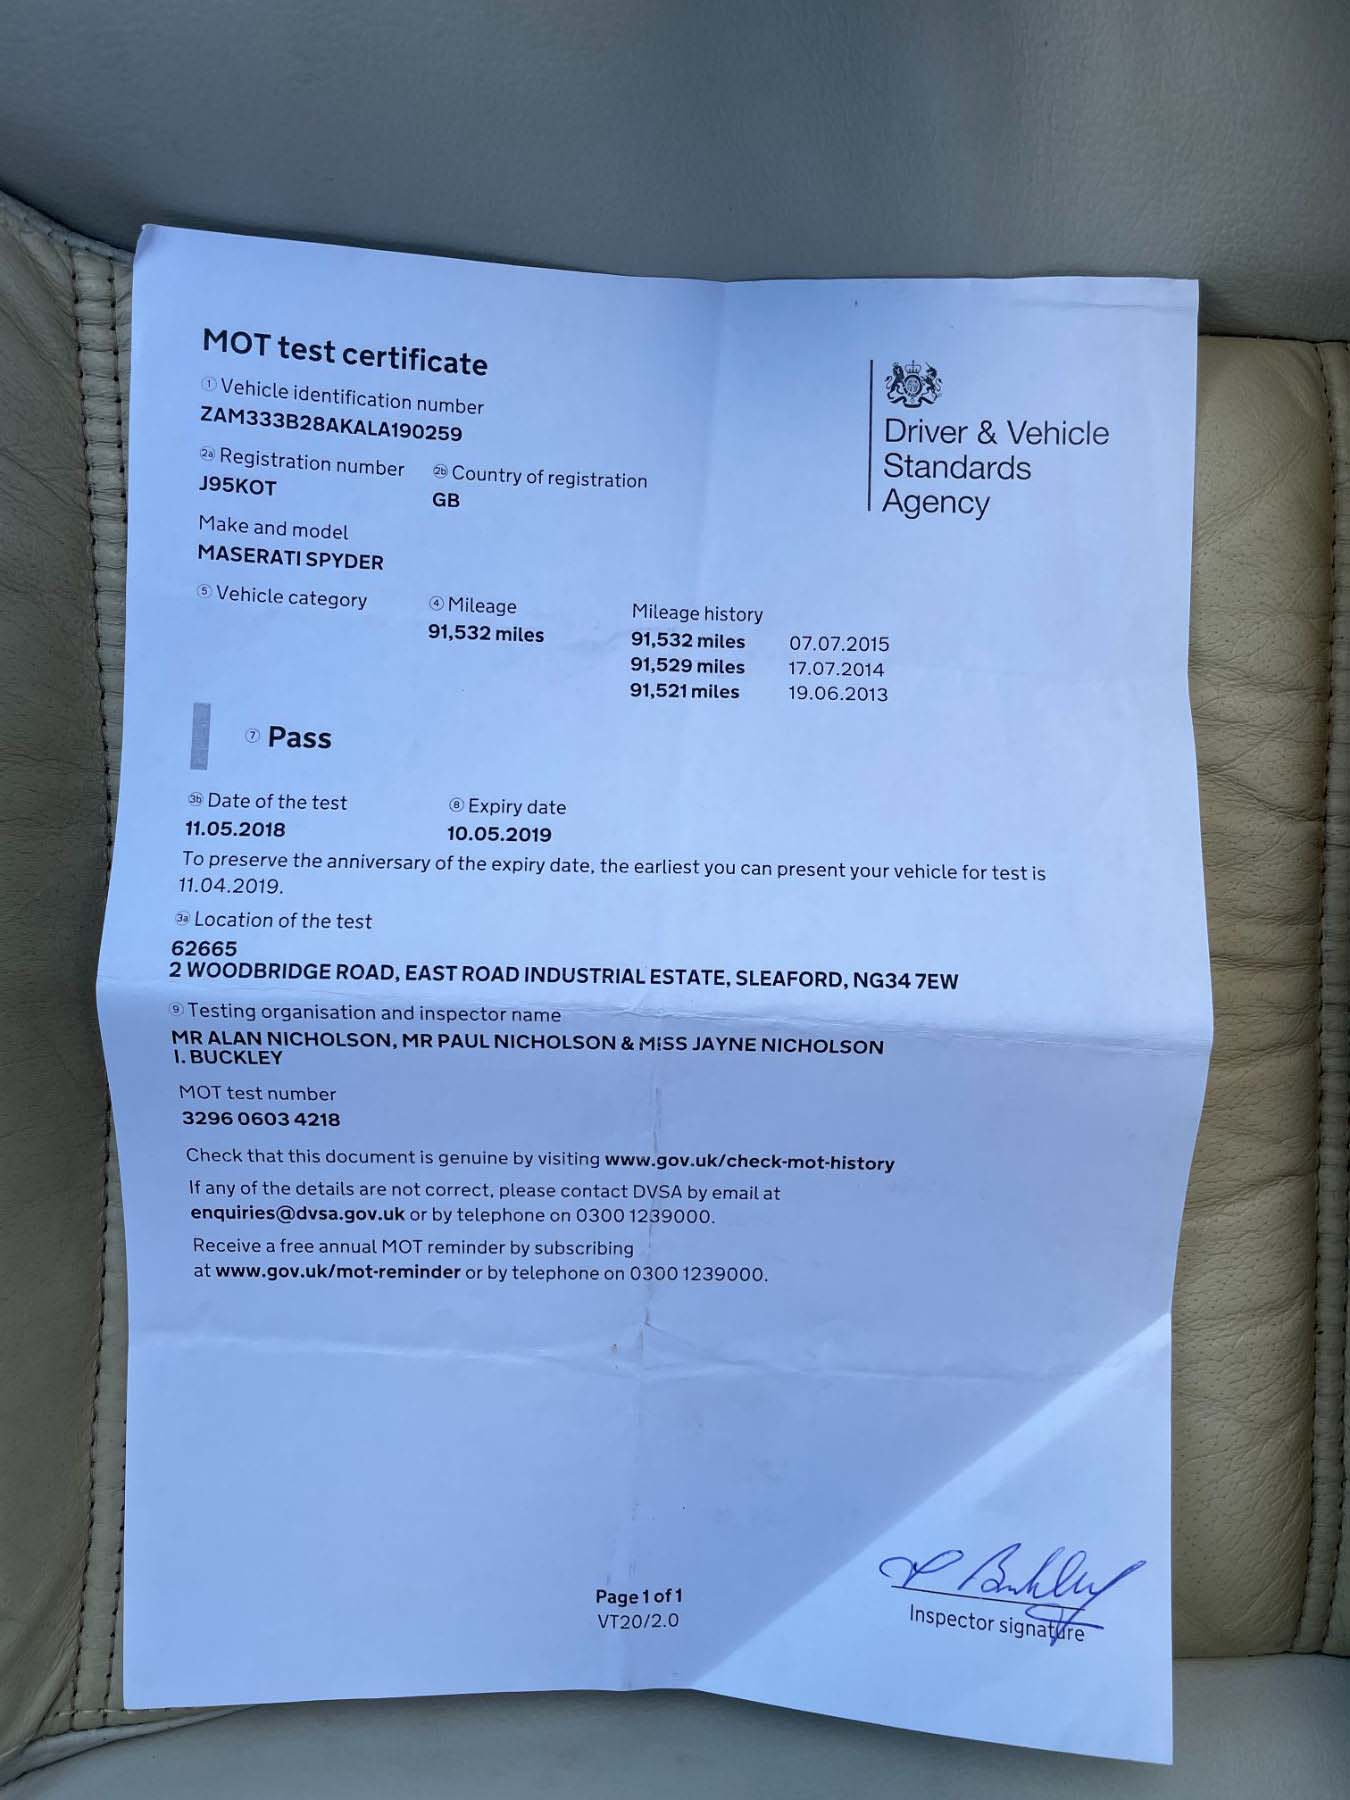 MOT test certificate
1 Vehicle identification number
ZAM333B28AKALA190259
2a Registration number 2b Country of registration
J95KOT GB
Make and model
MASERATI SPYDER
5 Vehicle category 4 Mileage Mileage history
91,532 miles 91,532 miles 07.07.2015
91,529 miles 17.07.2014
91,521 miles 19.06.2013
7 Pass
3b Date of the test 8 Expiry date
11.05.2018 10.05.2019
To preserve the anniversary of the expiry date, the earliest you can present your vehicle for test is
11.04.2019.
3a Location of the test
62665
2 WOODBRIDGE ROAD, EAST ROAD INDUSTRIAL ESTATE, SLEAFORD, NG34 7EW
9 Testing organisation and inspector name
MR ALAN NICHOLSON, MR PAUL NICHOLSON & MISS JAYNE NICHOLSON
I. BUCKLEY
MOT test number
3296 0603 4218
Check that this document is genuine by visiting www.gov.uk/check-mot-history
If any of the details are not correct, please contact DVSA by email at
enquiries@dvsa.gov.uk or by telephone on 0300 1239000.
Receive a free annual MOT reminder by subscribing
at www.gov.uk/mot-reminder or by telephone on 0300 1239000.
Driver & Vehicle
Standards
Agency
Page 1 of 1
VT20/2.0
I Buckley
Inspector signature